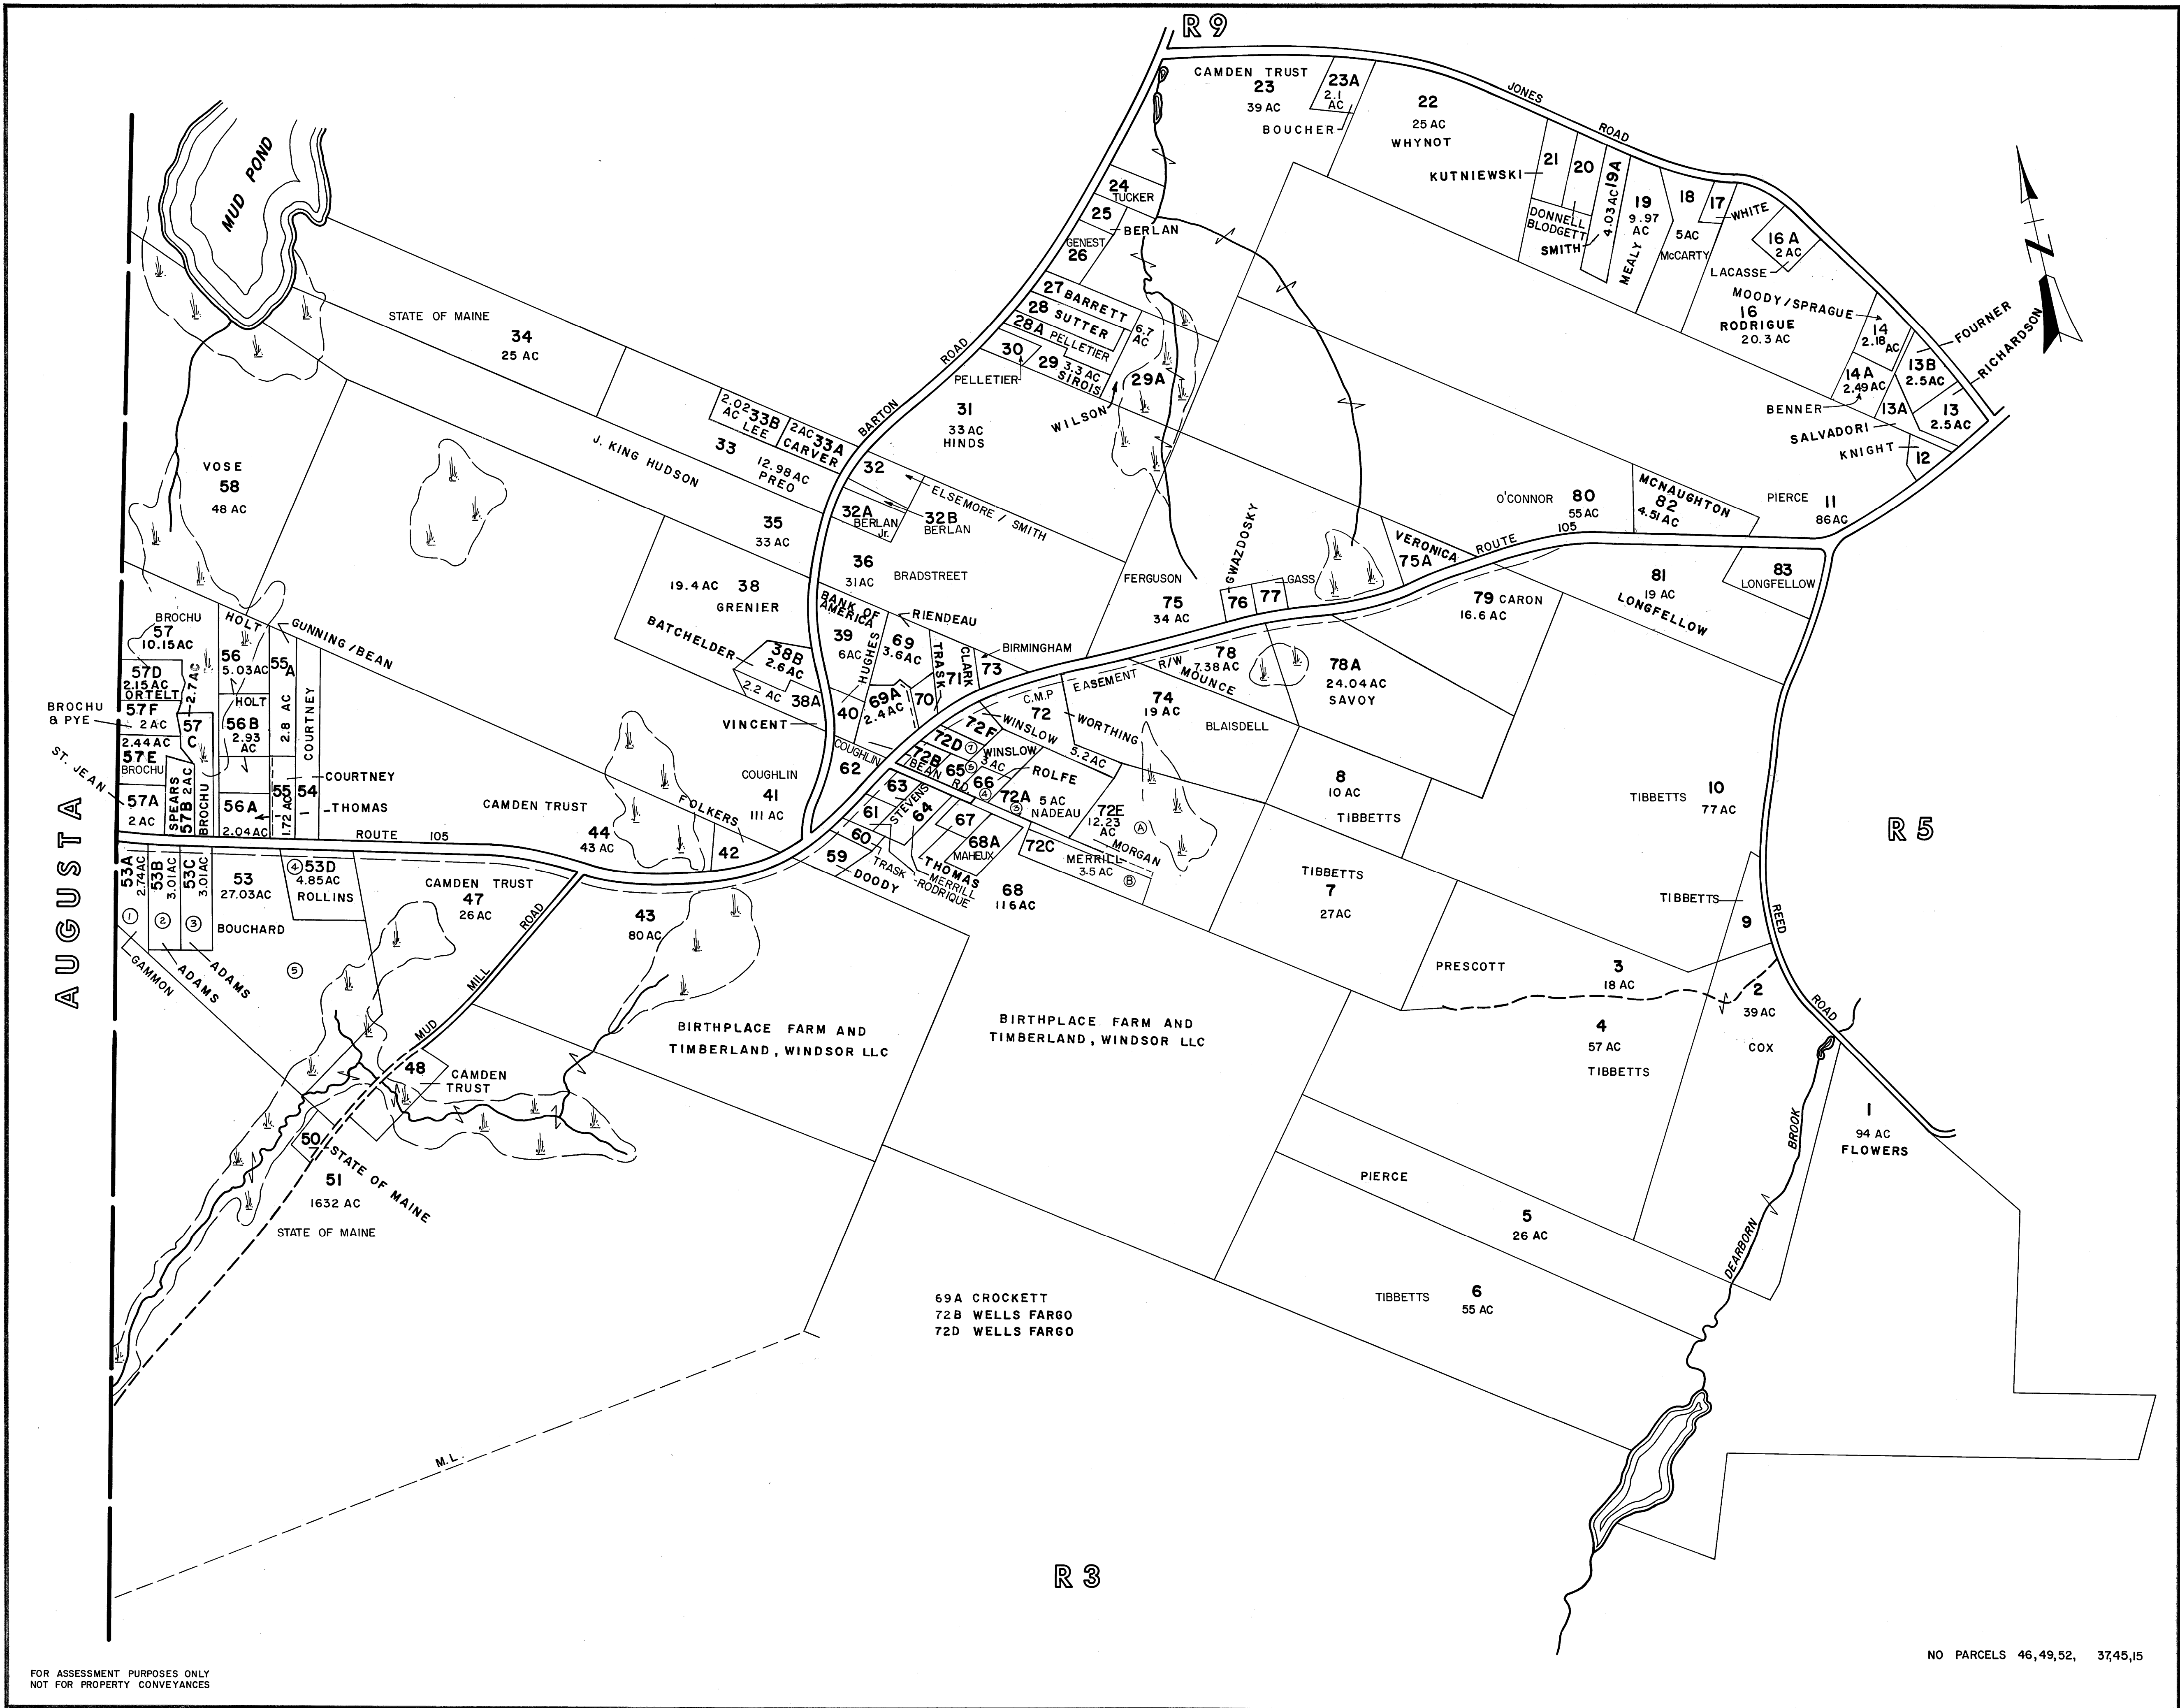 R 9
CAMDEN TRUST
23
39 AC
23A
2.1
AC
BOUCHER
22
25 AC
WHYNOT
JONES
ROAD
KUTNIEWSKI
21
20
DONNELL
BLODGETT
SMITH
4.03AC 19A
19
9.97
AC
MEALY
18
5AC
McCARTY
17
WHITE
16 A
2 AC
LACASSE
MOODY/SPRAGUE
16
RODRIGUE
20.3 AC
14
2.18
AC
14A
2.49 AC
BENNER
13B
2.5AC
FOURNER
RICHARDSON
13A
13
2.5AC
SALVADORI
KNIGHT
12
N
MUD POND
24
TUCKER
25
BERLAN
GENEST
26
27 BARRETT
28 SUTTER
28A PELLETIER
6.7
AC
30
PELLETIER
29 3.3 AC
SIROIS
29A
WILSON
BARTON
ROAD
31
33 AC
HINDS
STATE OF MAINE
34
25 AC
2.02
AC
33B
LEE
2AC 33A
CARVER
33
12.98 AC
PREO
J. KING HUDSON
32
ELSEMORE / SMITH
32A
BERLAN
Jr.
32B
BERLAN
35
33 AC
36
31AC
BRADSTREET
VOSE
58
48 AC
O'CONNOR
80
55 AC
105
MCNAUGHTON
82
4.51 AC
PIERCE
11
86AC
VERONICA
75A
ROUTE
GWAZDOSKY
FERGUSON
75
34 AC
76
77
GASS
81
19 AC
LONGFELLOW
83
LONGFELLOW
79 CARON
16.6 AC
19.4 AC 38
GRENIER
BATCHELDER
38B
2.6 AC
2.2 AC 38A
VINCENT
BANK OF
AMERICA
39
6AC
HUGHES
40
RIENDEAU
69
3.6AC
69A
2.4 AC
TRASK
70
CLARK
71
73
BIRMINGHAM
BROCHU
57
10.15 AC
57D
2.15AC
ORTELT
57F
2AC
BROCHU
& PYE
2.44AC
57E
BROCHU
ST. JEAN
57A
2 AC
SPEARS
57B 2AC
2.7AC
57
C
BROCHU
HOLT
56
5.03AC
HOLT
56B
2.93
AC
56A
2.04 AC
GUNNING/BEAN
55
A
2.8 AC
COURTNEY
COURTNEY
55
1.72 AC
54
THOMAS
R/W
78
7.38 AC
MOUNCE
78A
24.04AC
SAVOY
C.M.P
EASEMENT
74
19 AC
BLAISDELL
72
WINSLOW
WORTHING
5.2AC
72F
72D 7
WINSLOW
3 AC
72B
BEAN
65 5
RD.
66
4
ROLFE
72A
3
5 AC
NADEAU
72E
12.23
AC
A
MORGAN
72C
MERRILL
3.5 AC
B
COUGHLIN
62
63
61
60
59
STEVENS
64
67
68A
MAHEUX
THOMAS
MERRILL
RODRIQUE
TRASK
DOODY
68
116AC
COUGHLIN
41
111 AC
FOLKERS
42
CAMDEN TRUST
44
43 AC
ROUTE 105
8
10 AC
TIBBETTS
TIBBETTS
7
27AC
TIBBETTS
10
77 AC
R 5
TIBBETTS
9
REED
ROAD
AUGUSTA
53A
2.74AC
1
53B
3.01AC
2
53C
3.01AC
3
53
27.03AC
BOUCHARD
5
4 53D
4.85AC
ROLLINS
GAMMON
ADAMS
ADAMS
CAMDEN TRUST
47
26 AC
MUD
MILL
ROAD
43
80 AC
PRESCOTT
3
18 AC
2
39 AC
COX
4
57 AC
TIBBETTS
BIRTHPLACE FARM AND
TIMBERLAND, WINDSOR LLC
BIRTHPLACE FARM AND
TIMBERLAND, WINDSOR LLC
48
CAMDEN
TRUST
50
STATE OF MAINE
51
1632 AC
STATE OF MAINE
1
94 AC
FLOWERS
DEARBORN
BROOK
PIERCE
5
26 AC
TIBBETTS
6
55 AC
69A CROCKETT
72B WELLS FARGO
72D WELLS FARGO
M.L.
R 3
FOR ASSESSMENT PURPOSES ONLY
NOT FOR PROPERTY CONVEYANCES
NO PARCELS 46,49,52, 37,45,15